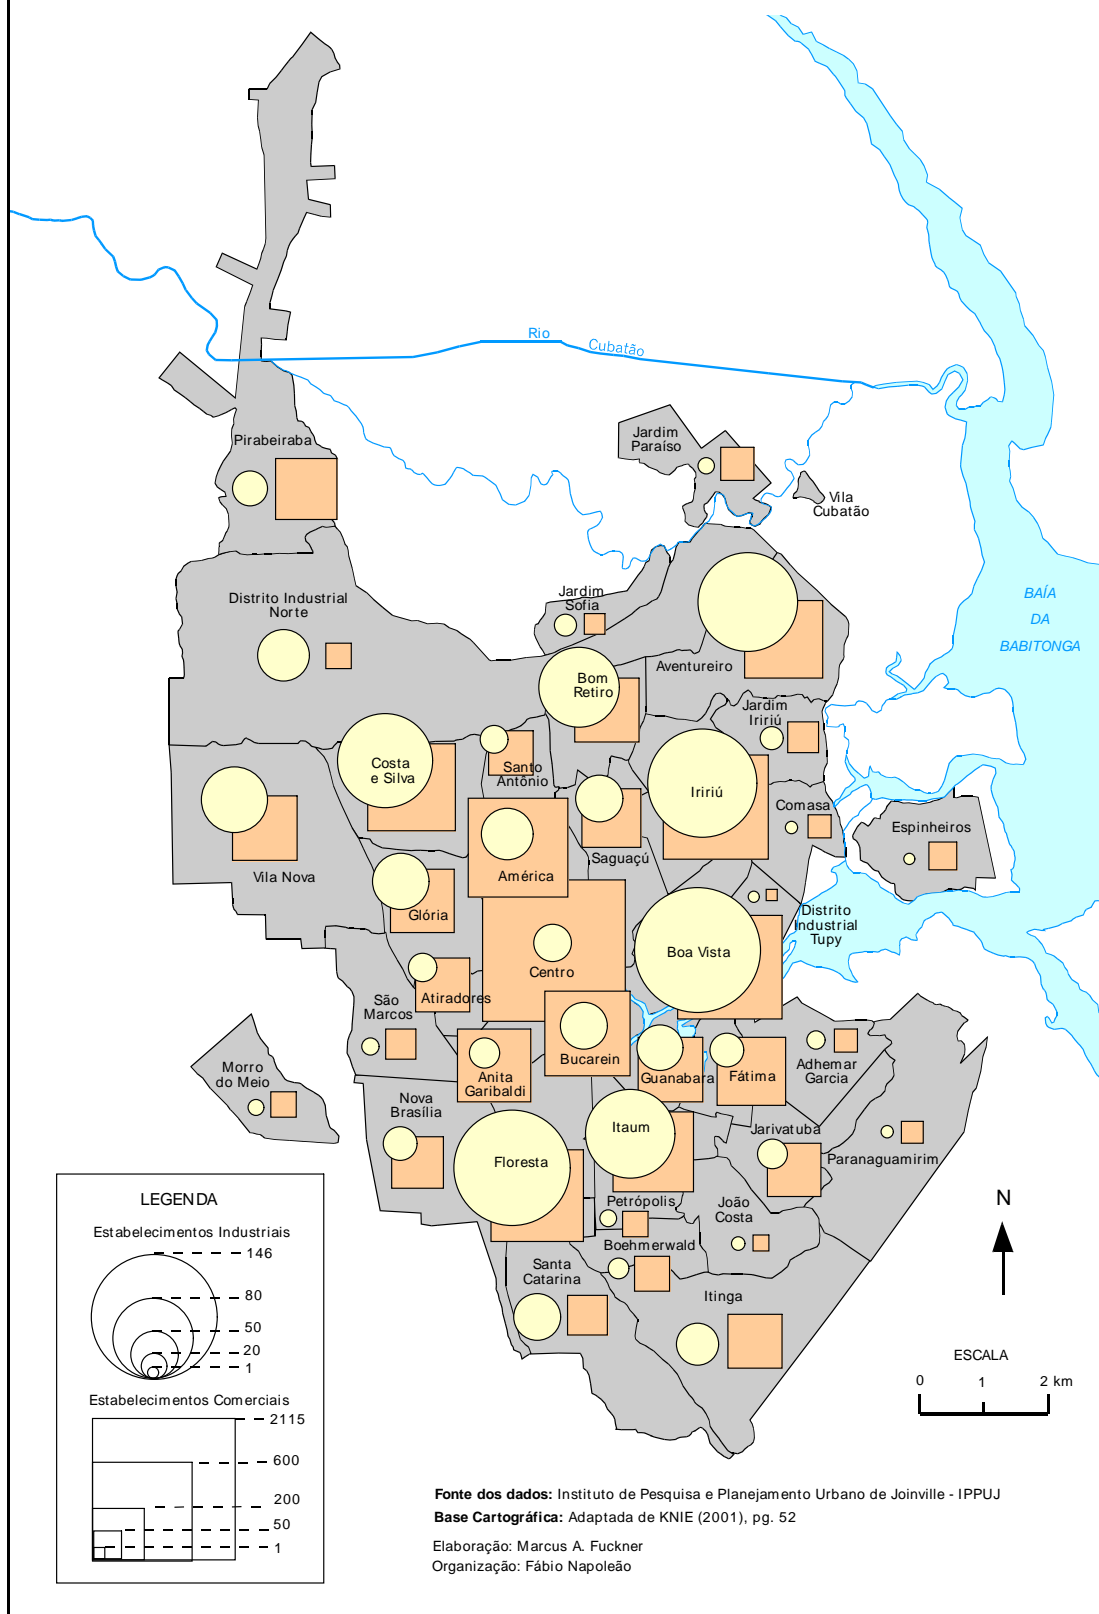 Rio
Cubatão
Pirabeiraba
Jardim
Paraíso
Vila
Cubatão
Distrito Industrial
Norte
Jardim
Sofia
BAÍA
DA
BABITONGA
Aventureiro
Bom
Retiro
Jardim
Iririú
Costa
e Silva
Santo
Antônio
Iririú
Comasa
Espinheiros
Saguaçú
Vila Nova
América
Glória
Distrito
Industrial
Tupy
Boa Vista
Centro
Atiradores
São
Marcos
Bucarein
Morro
do Meio
Anita
Garibaldi
Guanabara
Fátima
Adhemar
Garcia
Nova
Brasília
Itaum
Jarivatuba
Floresta
Paranaguamirim
Petrópolis
João
Costa
Boehmerwald
Santa
Catarina
Itinga
N
ESCALA
0 1 2 km
LEGENDA
Estabelecimentos Industriais
146
80
50
20
1
Estabelecimentos Comerciais
2115
600
200
50
1
Fonte dos dados: Instituto de Pesquisa e Planejamento Urbano de Joinville - IPPUJ
Base Cartográfica: Adaptada de KNIE (2001), pg. 52
Elaboração: Marcus A. Fuckner
Organização: Fábio Napoleão